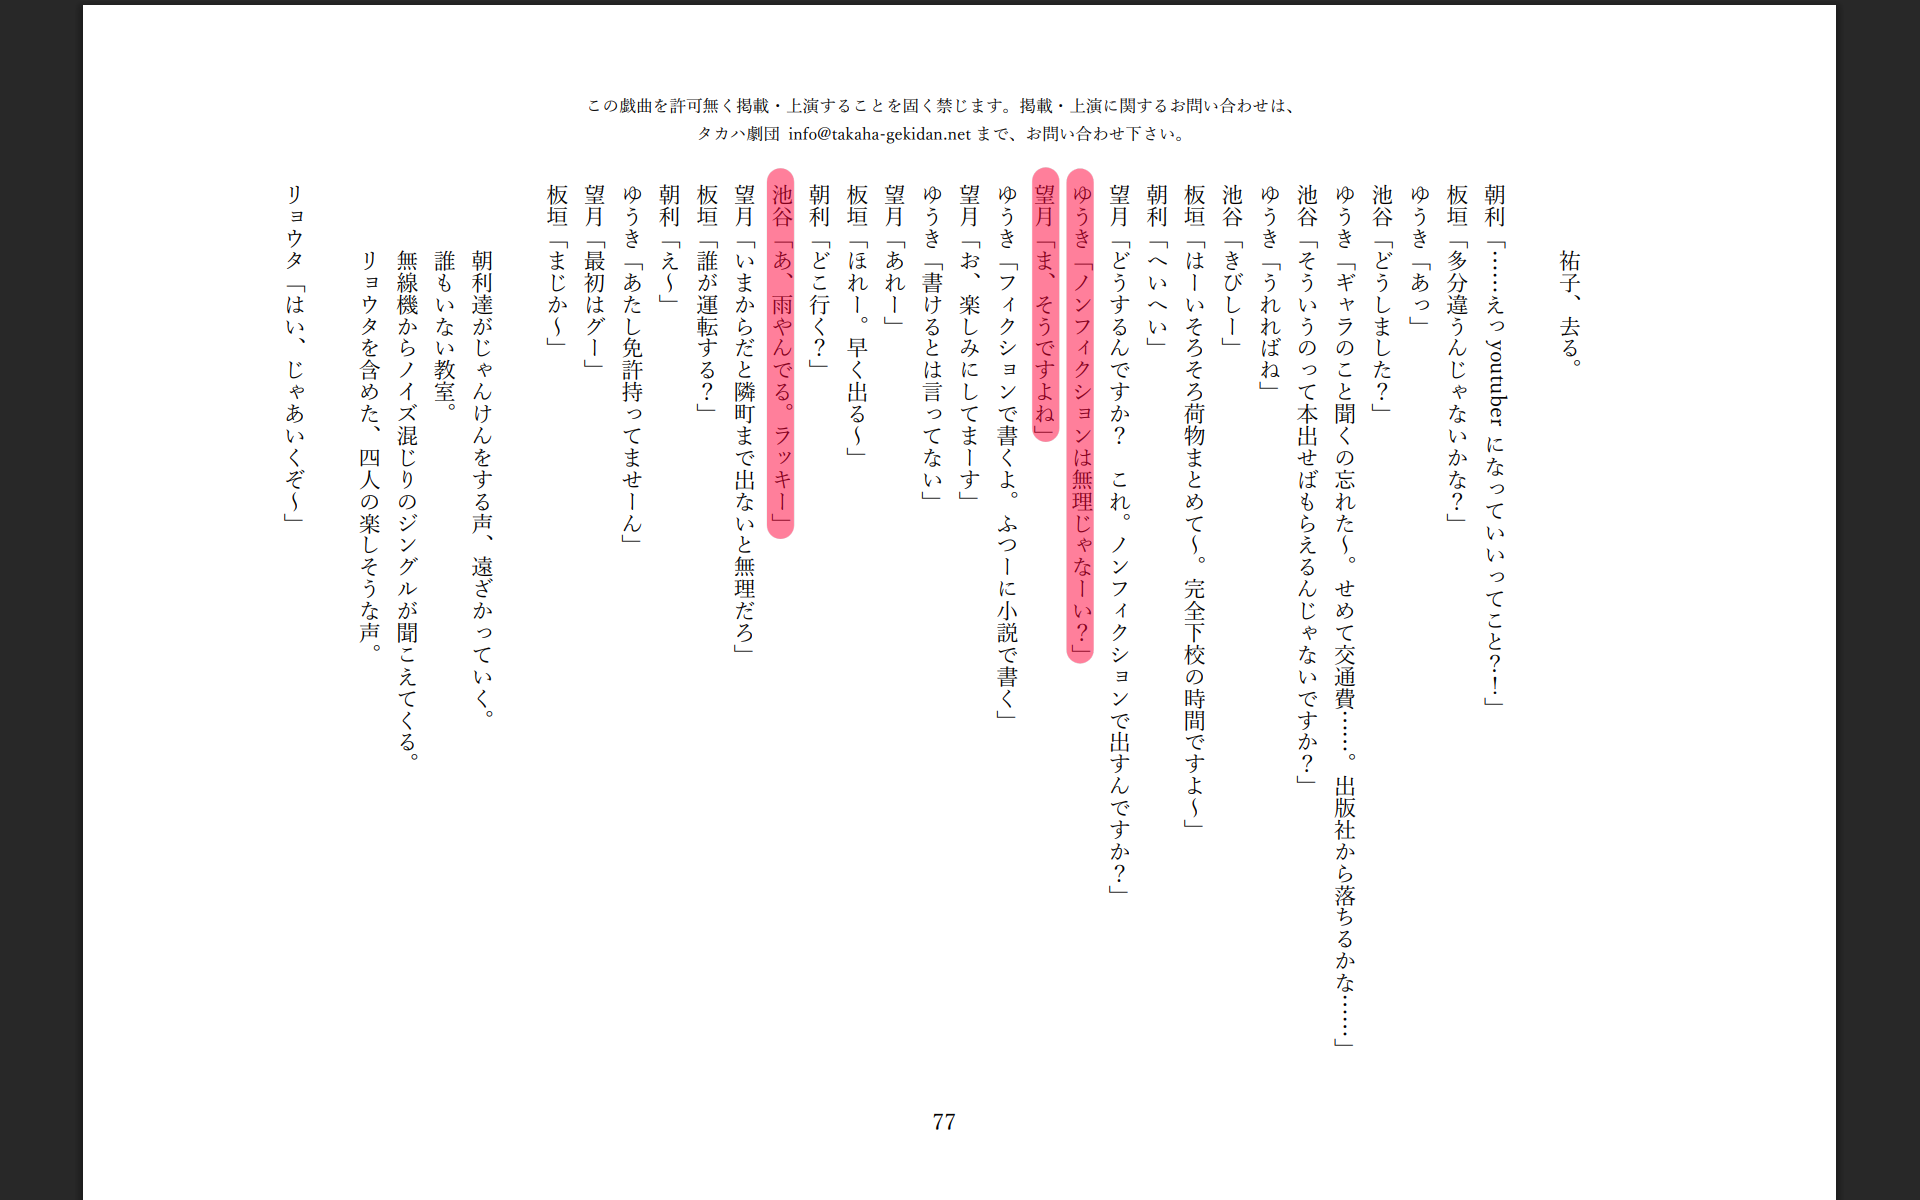 この戯曲を許可無く掲載・上演することを固く禁じます。掲載・上演に関するお問い合わせは、
タカハ劇団 info@takaha-gekidan.net まで、お問い合わせ下さい。
祐子、去る。
朝利「……えっ youtuber になっていいってこと？！」
板垣「多分違うんじゃないかな？」
ゆうき「あっ」
池谷「どうしました？」
ゆうき「ギャラのこと聞くの忘れた〜。せめて交通費……。出版社から落ちるかな……」
池谷「そういうのって本出せばもらえるんじゃないですか？」
ゆうき「うれればね」
池谷「きびしー」
板垣「はーいそろそろ荷物まとめて〜。完全下校の時間ですよ〜」
朝利「へいへい」
望月「どうするんですか？　これ。ノンフィクションで出すんですか？」
ゆうき「ノンフィクションは無理じゃなーい？」
望月「ま、そうですよね」
ゆうき「フィクションで書くよ。ふつーに小説で書く」
望月「お、楽しみにしてまーす」
ゆうき「書けるとは言ってない」
望月「あれー」
板垣「ほれー。早く出る〜」
朝利「どこ行く？」
池谷「あ、雨やんでる。ラッキー」
望月「いまからだと隣町まで出ないと無理だろ」
板垣「誰が運転する？」
朝利「え〜」
ゆうき「あたし免許持ってませーん」
望月「最初はグー」
板垣「まじか〜」
朝利達がじゃんけんをする声、遠ざかっていく。
誰もいない教室。
無線機からノイズ混じりのジングルが聞こえてくる。
リョウタを含めた、四人の楽しそうな声。
リョウタ「はい、じゃあいくぞ〜」
77